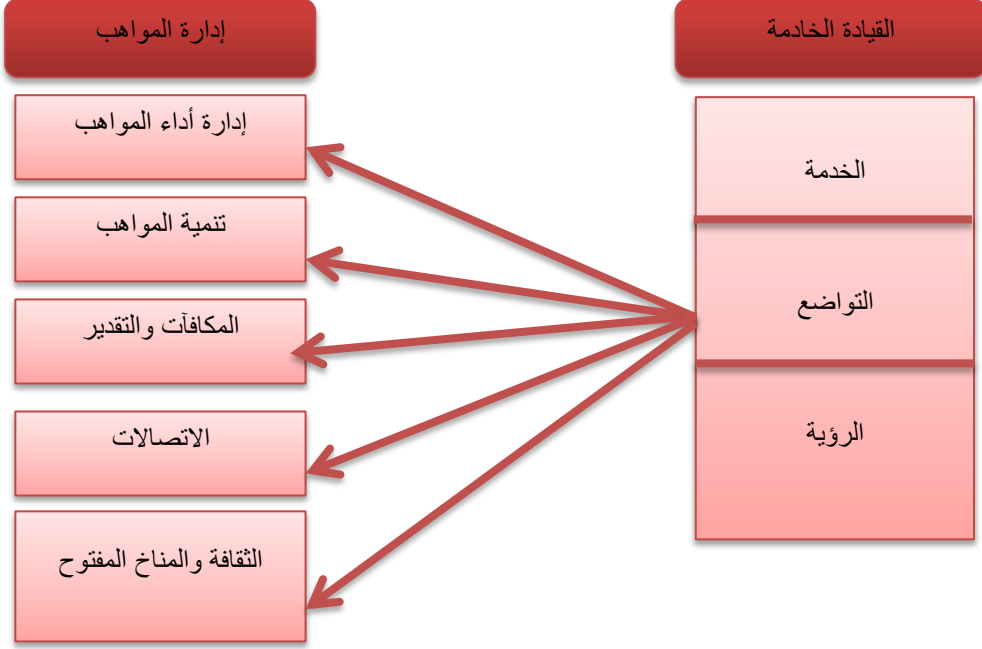 القيادة الخادمة
الخدمة
التواضع
الرؤية
إدارة المواهب
إدارة أداء المواهب
تنمية المواهب
المكافآت والتقدير
الاتصالات
الثقافة والمناخ المفتوح